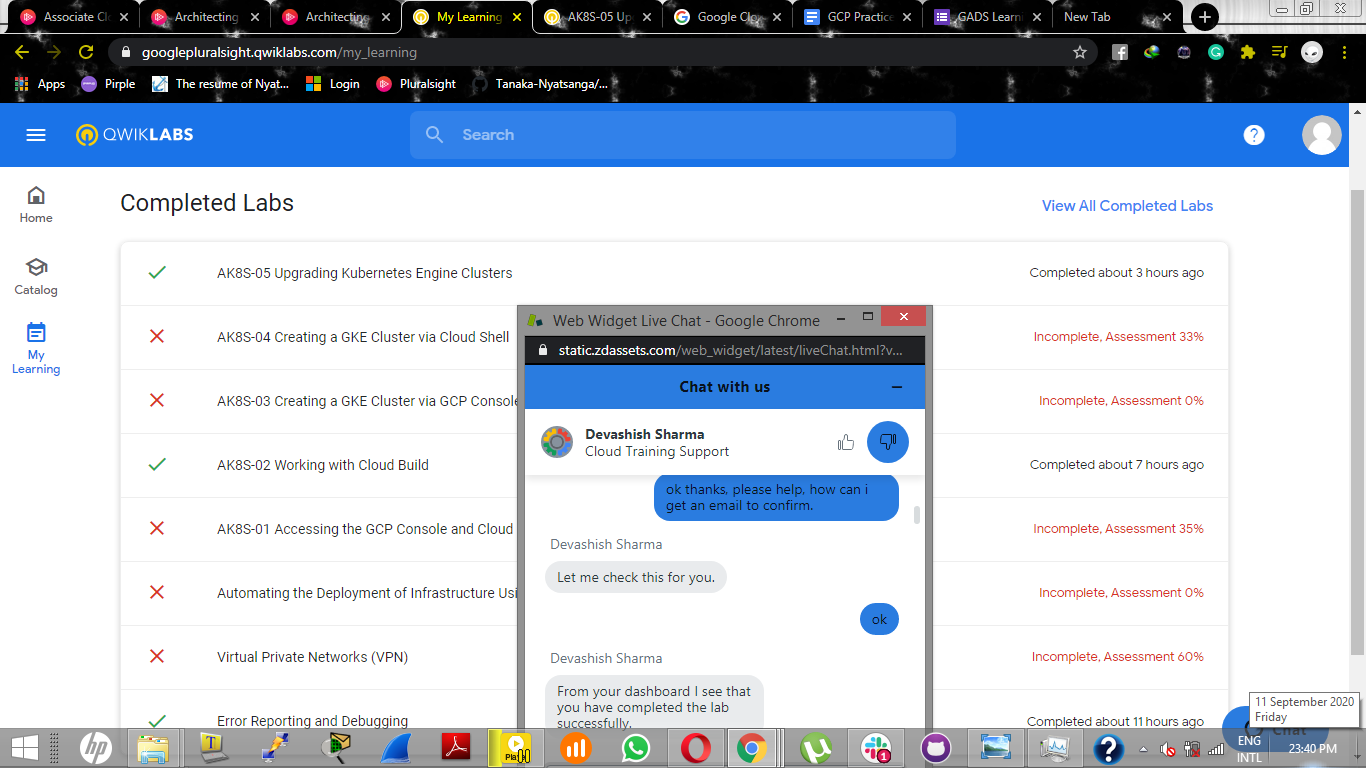 Associate Cl
Architecting
Architecting
My Learning
AK8S-05 Up
Google Clo
GCP Practice
GADS Learn
New Tab
googlepluralsight.qwiklabs.com/my_learning
Apps
Pirple
The resume of Nyat...
Login
Pluralsight
Tanaka-Nyatsanga/...
QWIKLABS
Search
Home
Catalog
My
Learning
Completed Labs
View All Completed Labs
AK8S-05 Upgrading Kubernetes Engine Clusters
Completed about 3 hours ago
AK8S-04 Creating a GKE Cluster via Cloud Shell
Incomplete, Assessment 33%
AK8S-03 Creating a GKE Cluster via GCP Console
Incomplete, Assessment 0%
AK8S-02 Working with Cloud Build
Completed about 7 hours ago
AK8S-01 Accessing the GCP Console and Cloud
Incomplete, Assessment 35%
Automating the Deployment of Infrastructure Usi
Incomplete, Assessment 0%
Virtual Private Networks (VPN)
Incomplete, Assessment 60%
Error Reporting and Debugging
Completed about 11 hours ago
Web Widget Live Chat - Google Chrome
static.zdassets.com/web_widget/latest/liveChat.html?v...
Chat with us
Devashish Sharma
Cloud Training Support
ok thanks, please help, how can i
get an email to confirm.
Devashish Sharma
Let me check this for you.
ok
Devashish Sharma
From your dashboard I see that
you have completed the lab
successfully.
11 September 2020
Friday
Chat
ENG
INTL
23:40 PM